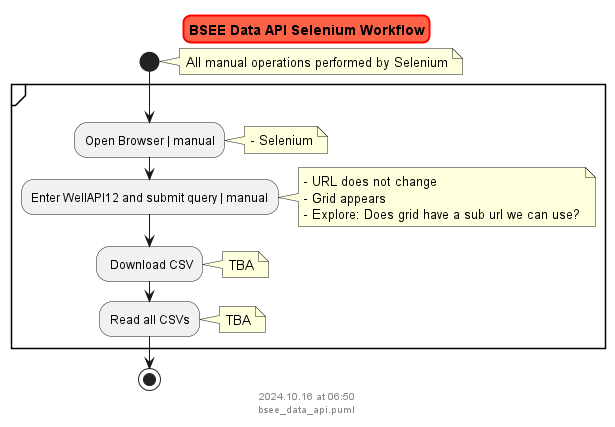 BSEE Data API Selenium Workflow
All manual operations performed by Selenium
Open Browser | manual
- Selenium
Enter WellAPI12 and submit query | manual
- URL does not change
- Grid appears
- Explore: Does grid have a sub url we can use?
Download CSV
TBA
Read all CSVs
TBA
2024.10.16 at 06:50
bsee_data_api.puml